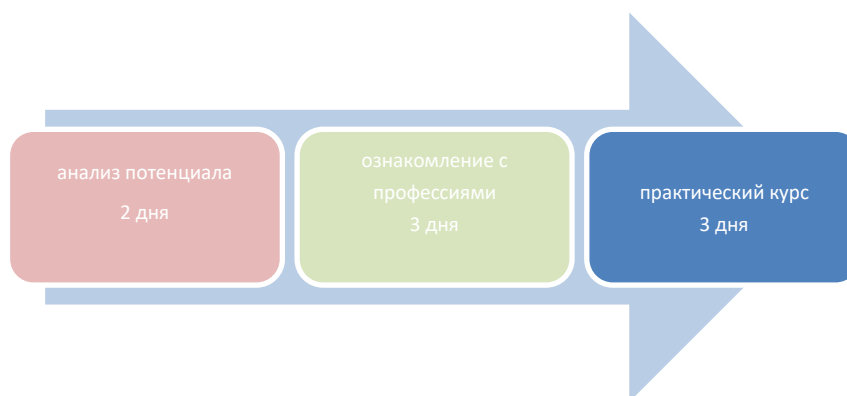 анализ потенциала
2 дня
ознакомление с
профессиями
3 дня
практический курс
3 дня